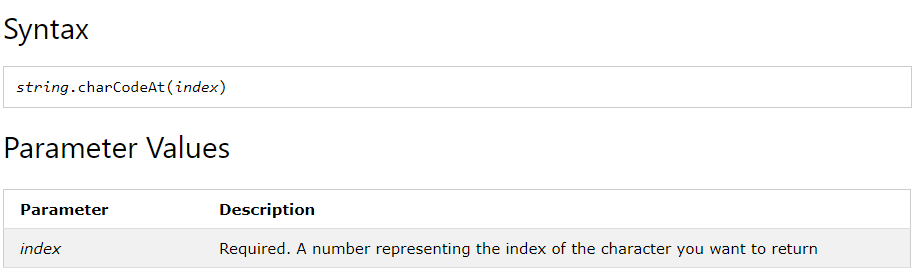 Syntax
string.charCodeAt(index)
Parameter Values
Parameter Description
index Required. A number representing the index of the character you want to return